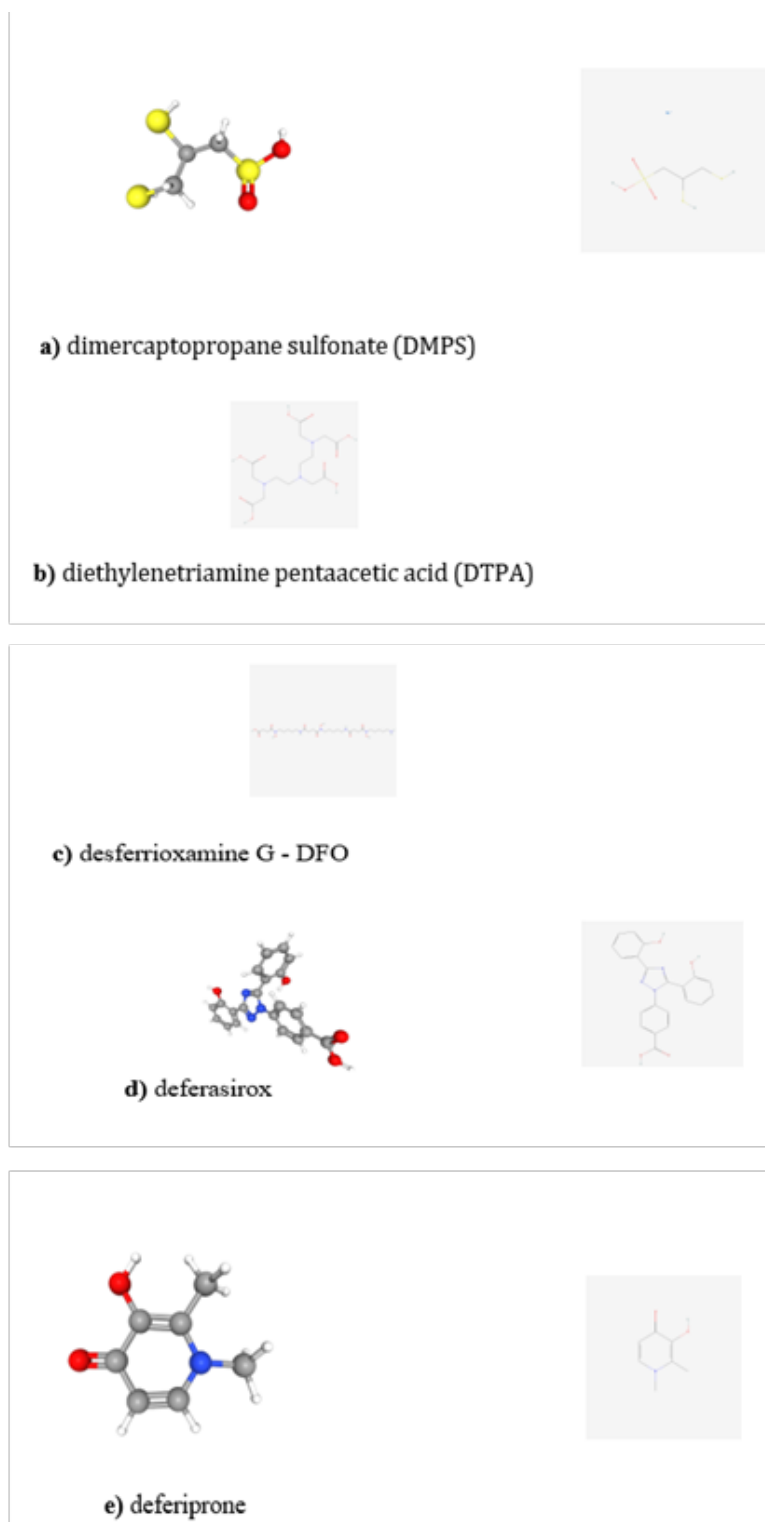 a) dimercaptopropane sulfonate (DMPS)
b) diethylenetriamine pentaacetic acid (DTPA)
c) desferrioxamine G - DFO
d) deferasirox
e) deferiprone